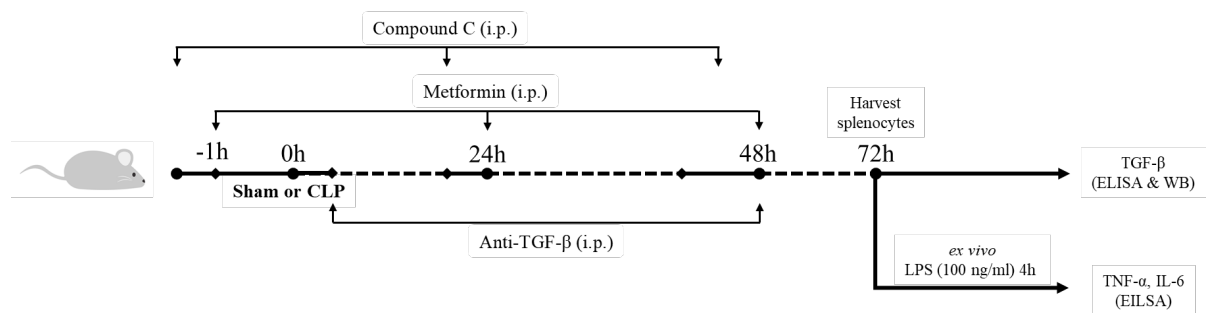 Compound C (i.p.)
Metformin (i.p.)
Harvest
splenocytes
-1h
0h
24h
48h
72h
Sham or CLP
TGF-β
(ELISA & WB)
Anti-TGF-β (i.p.)
ex vivo
LPS (100 ng/ml) 4h
TNF-α, IL-6
(EILSA)